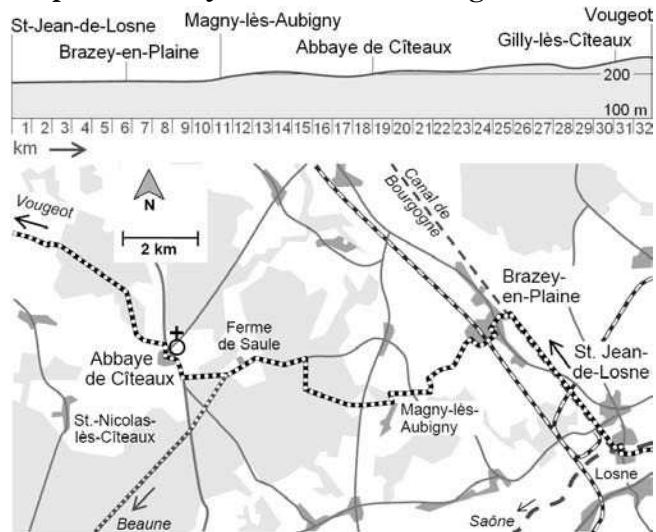 St-Jean-de-Losne
Magny-lès-Aubigny
Vougeot
Brazey-en-Plaine
Abbaye de Cîteaux
Gilly-lès-Cîteaux
200
100 m
1 2 3 4 5 6 7 8 9 10 11 12 13 14 15 16 17 18 19 20 21 22 23 24 25 26 27 28 29 30 31 32
km
Vougeot
N
2 km
Canal de
Bourgogne
Brazey-
en-Plaine
Ferme
de Saule
St. Jean-
de-Losne
Abbaye
de Cîteaux
St.-Nicolas-
lès-Cîteaux
Magny-lès-
Aubigny
Losne
Beaune
Saône